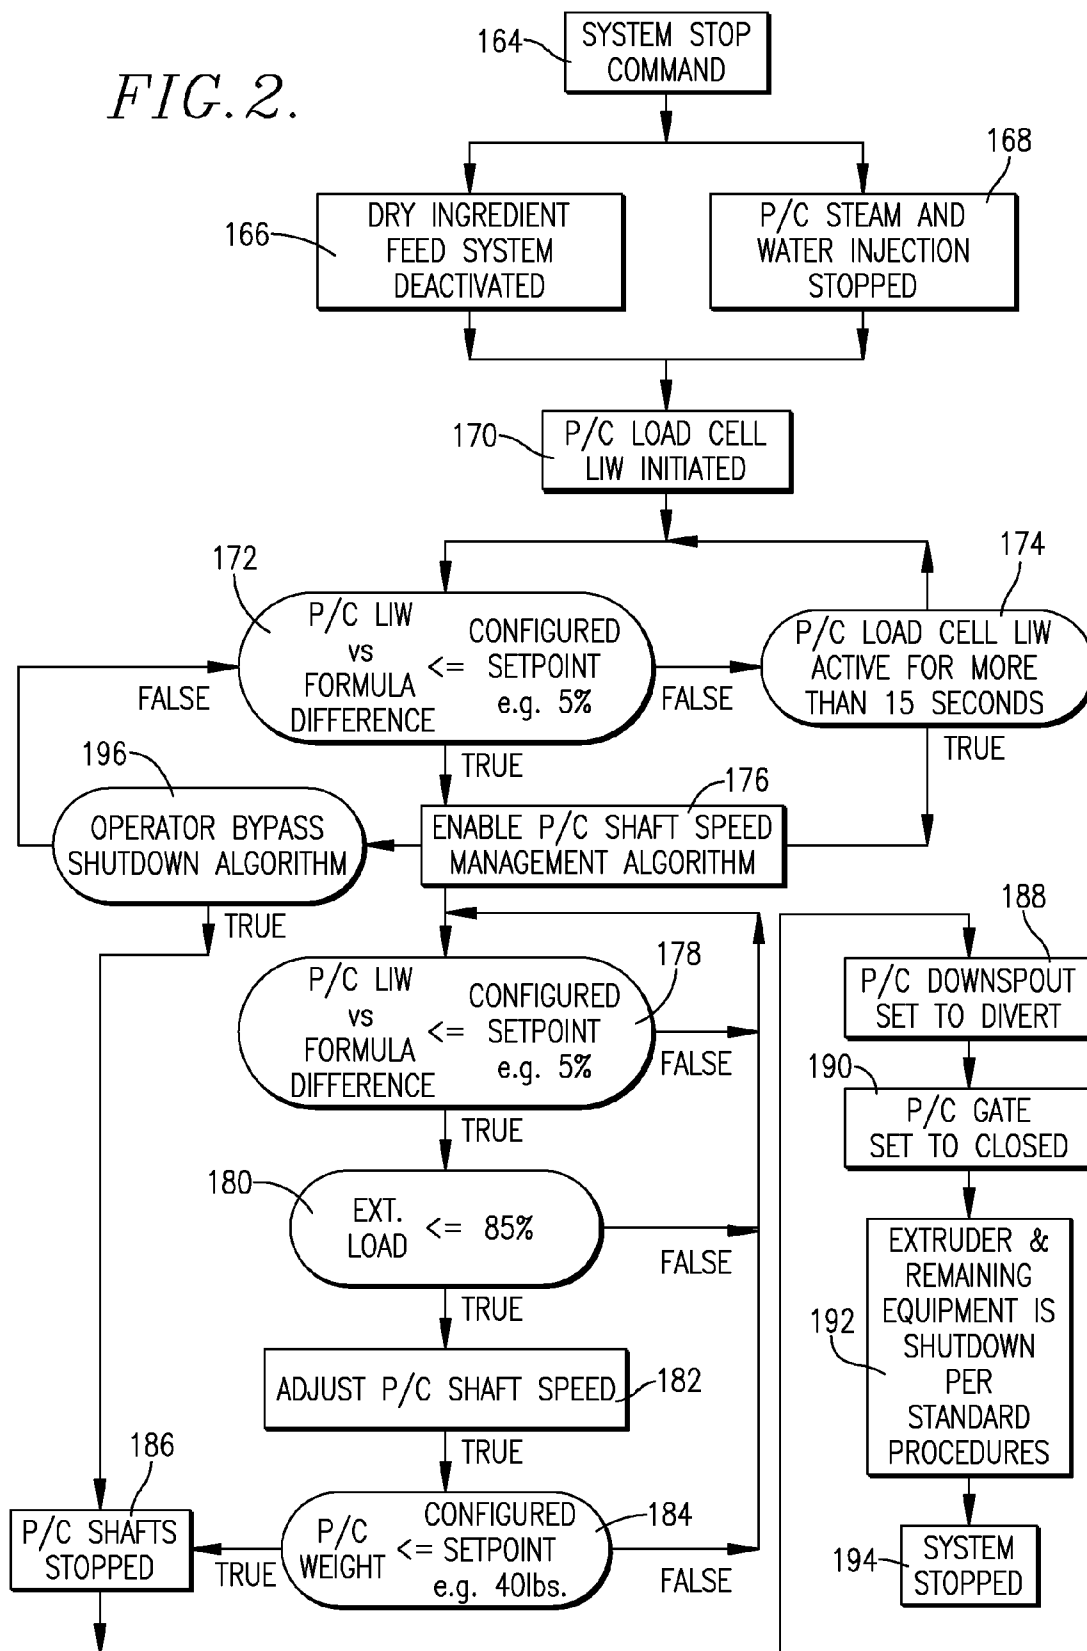 FIG.2.
164
SYSTEM STOP
COMMAND
166
DRY INGREDIENT
FEED SYSTEM
DEACTIVATED
168
P/C STEAM AND
WATER INJECTION
STOPPED
170
P/C LOAD CELL
LIW INITIATED
172
P/C LIW
vs
FORMULA
DIFFERENCE
<=
CONFIGURED
SETPOINT
e.g. 5%
FALSE
174
P/C LOAD CELL LIW
ACTIVE FOR MORE
THAN 15 SECONDS
TRUE
FALSE
TRUE
196
OPERATOR BYPASS
SHUTDOWN ALGORITHM
TRUE
176
ENABLE P/C SHAFT SPEED
MANAGEMENT ALGORITHM
178
P/C LIW
vs
FORMULA
DIFFERENCE
<=
CONFIGURED
SETPOINT
e.g. 5%
FALSE
TRUE
180
EXT.
LOAD
<= 85%
FALSE
TRUE
ADJUST P/C SHAFT SPEED
182
TRUE
184
P/C
WEIGHT
<=
CONFIGURED
SETPOINT
e.g. 40lbs.
FALSE
TRUE
186
P/C SHAFTS
STOPPED
188
P/C DOWNSPOUT
SET TO DIVERT
190
P/C GATE
SET TO CLOSED
192
EXTRUDER &
REMAINING
EQUIPMENT IS
SHUTDOWN
PER
STANDARD
PROCEDURES
194
SYSTEM
STOPPED